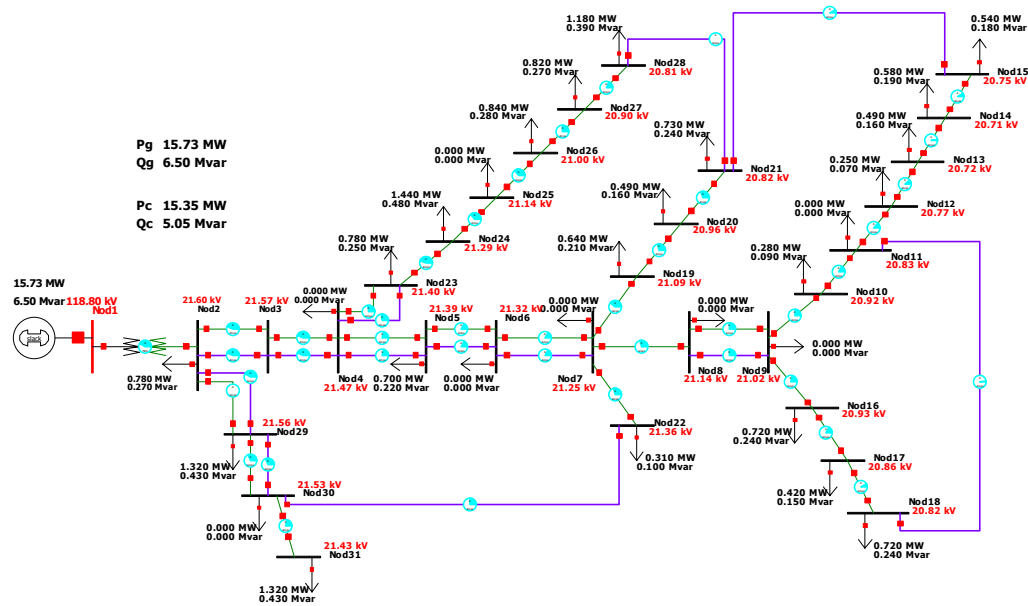 Pg 15.73 MW
Qg 6.50 Mvar
Pc 15.35 MW
Qc 5.05 Mvar
15.73 MW
6.50 Mvar
118.80 kV
Nod1
slack
21.60 kV
Nod2
0.780 MW
0.270 Mvar
21.57 kV
Nod3
0.000 MW
0.000 Mvar
Nod4
21.47 kV
21.39 kV
Nod5
0.700 MW
0.220 Mvar
21.32 kV
Nod6
0.000 MW
0.000 Mvar
0.000 MW
0.000 Mvar
Nod7
21.25 kV
Nod8
21.14 kV
0.000 MW
0.000 Mvar
Nod9
21.02 kV
0.000 MW
0.000 Mvar
0.280 MW
0.090 Mvar
Nod10
20.92 kV
0.000 MW
0.000 Mvar
Nod11
20.83 kV
0.250 MW
0.070 Mvar
Nod12
20.77 kV
0.490 MW
0.160 Mvar
Nod13
20.72 kV
0.580 MW
0.190 Mvar
Nod14
20.71 kV
0.540 MW
0.180 Mvar
Nod15
20.75 kV
Nod16
20.93 kV
0.720 MW
0.240 Mvar
Nod17
20.86 kV
0.420 MW
0.150 Mvar
Nod18
20.82 kV
0.720 MW
0.240 Mvar
0.640 MW
0.210 Mvar
Nod19
21.09 kV
0.490 MW
0.160 Mvar
Nod20
20.96 kV
0.730 MW
0.240 Mvar
Nod21
20.82 kV
Nod22
21.36 kV
0.310 MW
0.100 Mvar
0.780 MW
0.250 Mvar
Nod23
21.40 kV
1.440 MW
0.480 Mvar
Nod24
21.29 kV
0.000 MW
0.000 Mvar
Nod25
21.14 kV
0.840 MW
0.280 Mvar
Nod26
21.00 kV
0.820 MW
0.270 Mvar
Nod27
20.90 kV
1.180 MW
0.390 Mvar
Nod28
20.81 kV
21.56 kV
Nod29
1.320 MW
0.430 Mvar
21.53 kV
Nod30
0.000 MW
0.000 Mvar
21.43 kV
Nod31
1.320 MW
0.430 Mvar